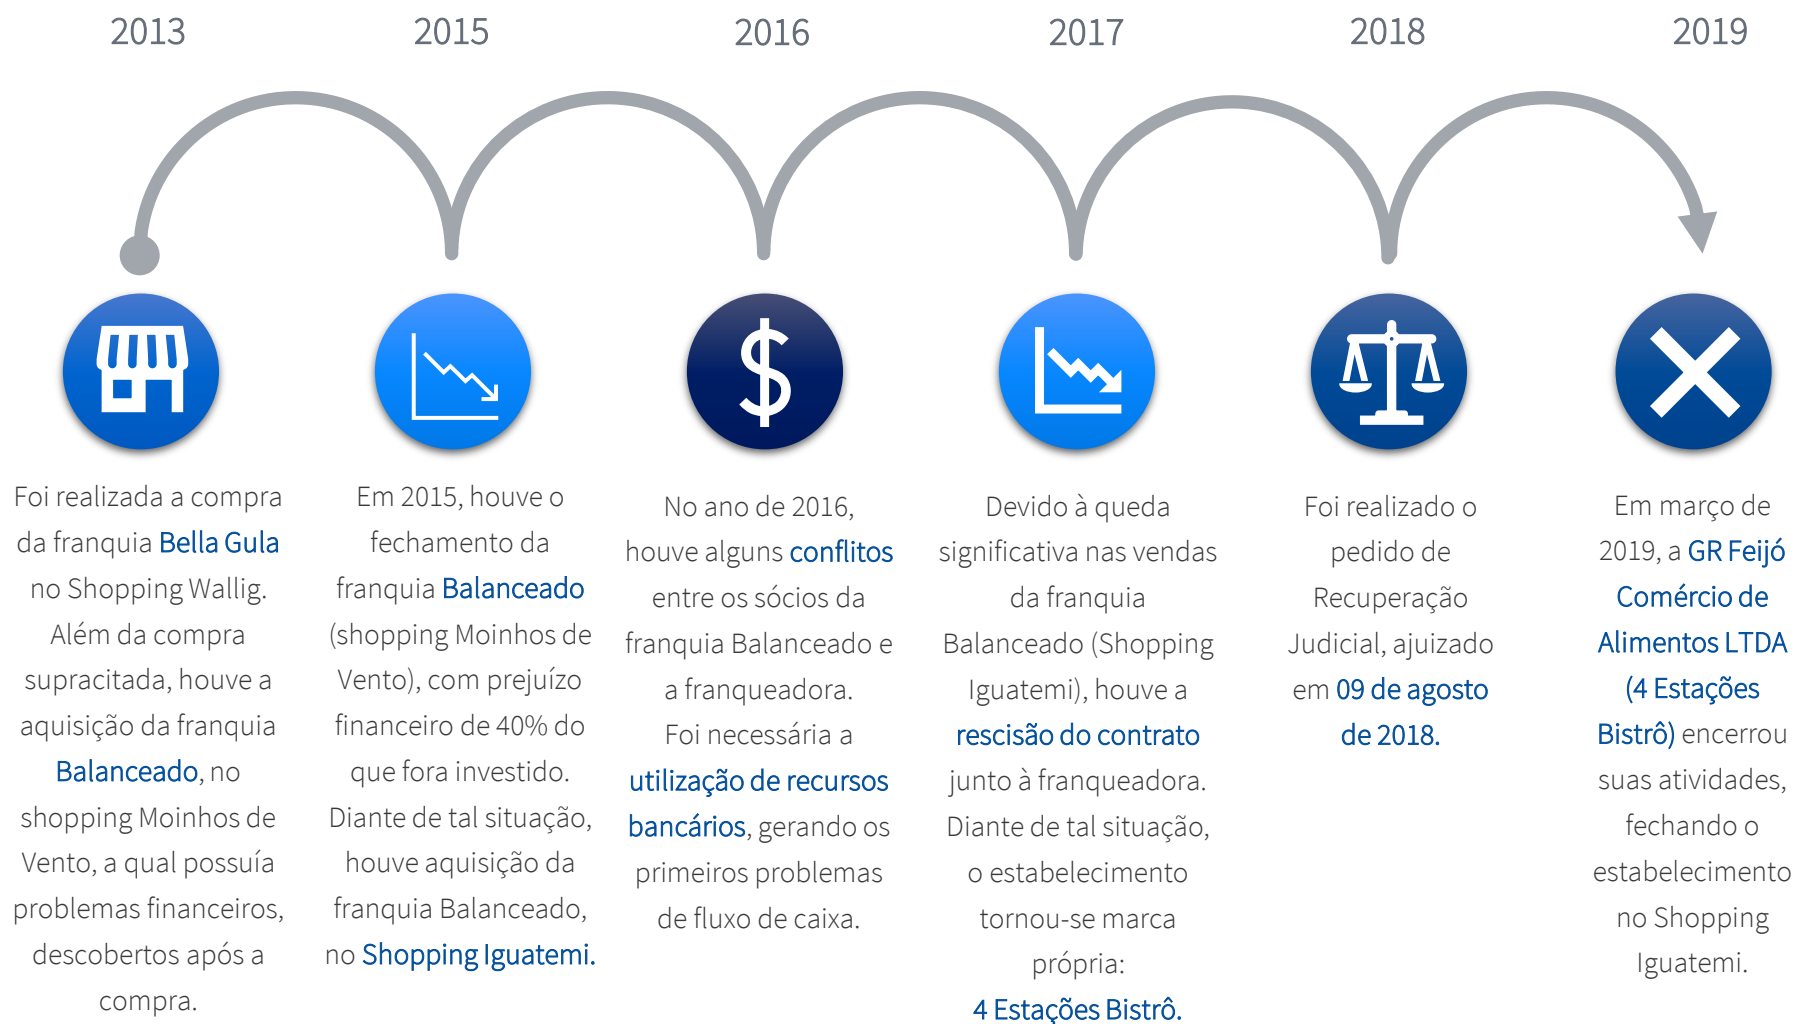 2013
Foi realizada a compra
da franquia Bella Gula
no Shopping Wallig.
Além da compra
supracitada, houve a
aquisição da franquia
Balanceado, no
shopping Moinhos de
Vento, a qual possuía
problemas financeiros,
descobertos após a
compra.
2015
Em 2015, houve o
fechamento da
franquia Balanceado
(shopping Moinhos de
Vento), com prejuízo
financeiro de 40% do
que fora investido.
Diante de tal situação,
houve aquisição da
franquia Balanceado,
no Shopping Iguatemi.
2016
No ano de 2016,
houve alguns conflitos
entre os sócios da
franquia Balanceado e
a franqueadora.
Foi necessária a
utilização de recursos
bancários, gerando os
primeiros problemas
de fluxo de caixa.
2017
Devido à queda
significativa nas vendas
da franquia
Balanceado (Shopping
Iguatemi), houve a
rescisão do contrato
junto à franqueadora.
Diante de tal situação,
o estabelecimento
tornou-se marca
própria:
4 Estações Bistrô.
2018
Foi realizado o
pedido de
Recuperação
Judicial, ajuizado
em 09 de agosto
de 2018.
2019
Em março de
2019, a GR Feijó
Comércio de
Alimentos LTDA
(4 Estações
Bistrô) encerrou
suas atividades,
fechando o
estabelecimento
no Shopping
Iguatemi.